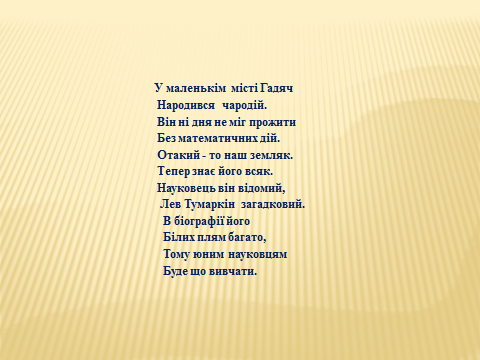 У маленькім місті Гадяч
Народився чародій.
Він ні дня не міг прожити
Без математичних дій.
Отакий - то наш земляк.
Тепер знає його всяк.
Науковець він відомий,
Лев Тумаркін загадковий.
В біографії його
Білих плям багато,
Тому юним науковцям
Буде що вивчати.